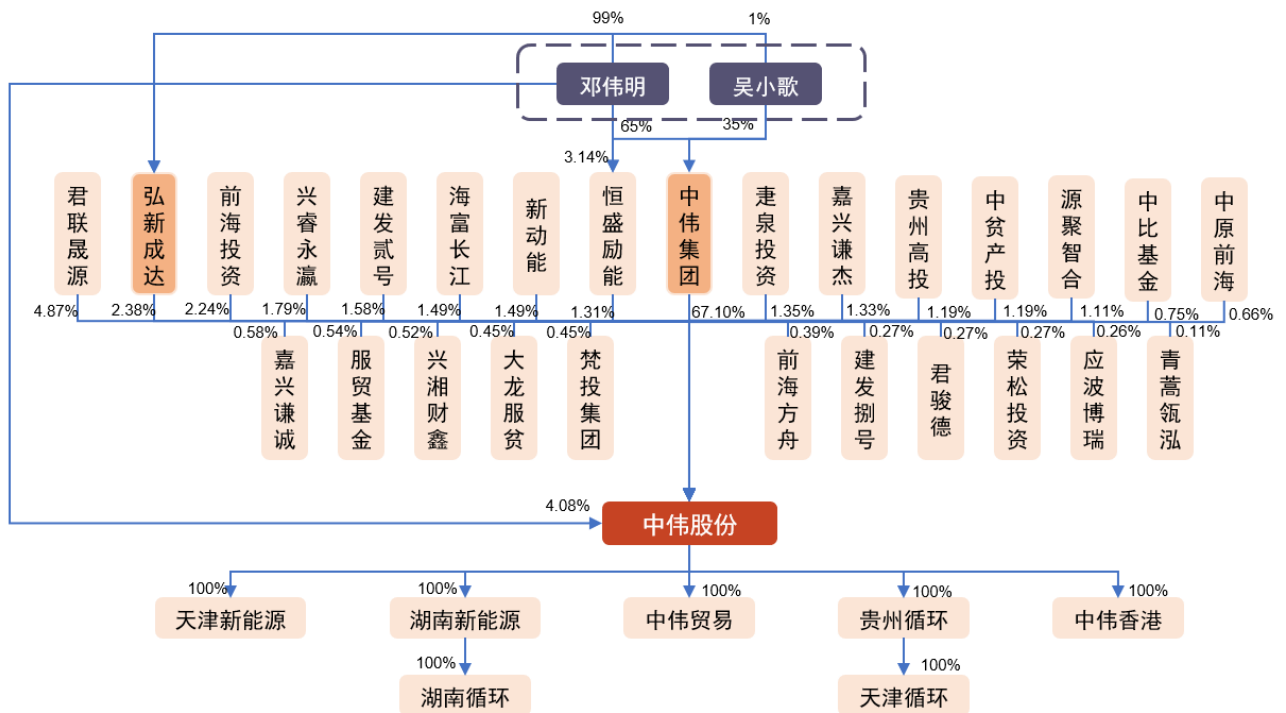 99%
1%
邓伟明
吴小歌
65%
35%
3.14%
君联晟源
弘新成达
前海投资
兴睿永瀛
建发贰号
海富长江
新动能
恒盛励能
中伟集团
疌泉投资
嘉兴谦杰
贵州高投
中贫产投
源聚智合
中比基金
中原前海
4.87%
2.38%
2.24%
1.79%
1.58%
1.49%
1.49%
1.31%
67.10%
1.35%
1.33%
1.19%
1.19%
1.11%
0.75%
0.66%
0.58%
0.54%
0.52%
0.45%
0.45%
0.39%
0.27%
0.27%
0.27%
0.26%
0.11%
嘉兴谦诚
服贸基金
兴湘财鑫
大龙服贫
梵投集团
前海方舟
建发捌号
君骏德
荣松投资
应波博瑞
青蒿瓴泓
4.08%
中伟股份
100%
100%
100%
100%
100%
天津新能源
湖南新能源
中伟贸易
贵州循环
中伟香港
100%
100%
湖南循环
天津循环